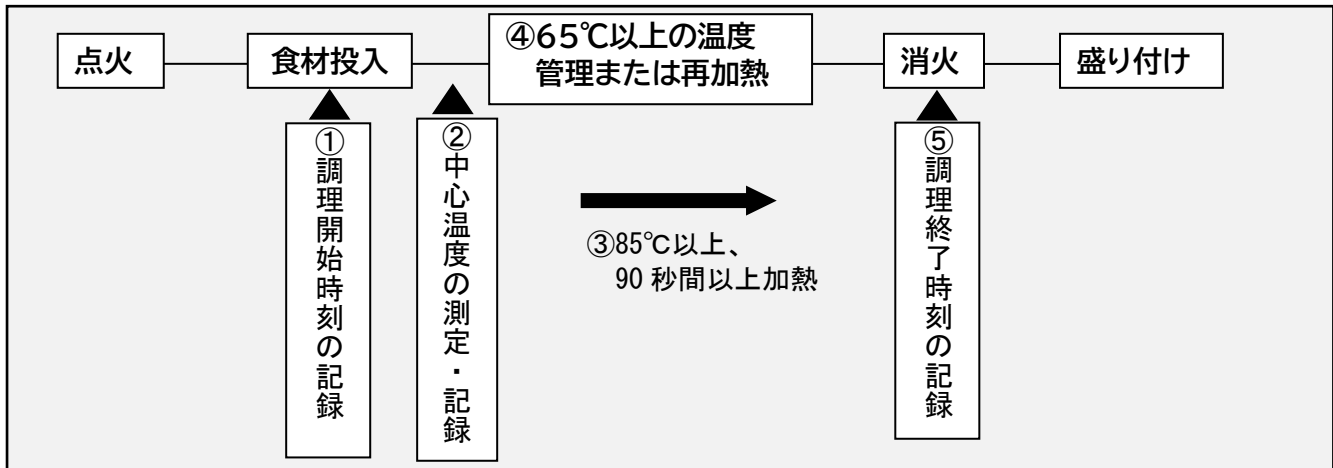 点火
食材投入
④65℃以上の温度
管理または再加熱
消火
盛り付け
①調理開始時刻の記録
②中心温度の測定・記録
③85℃以上、
90秒間以上加熱
⑤調理終了時刻の記録